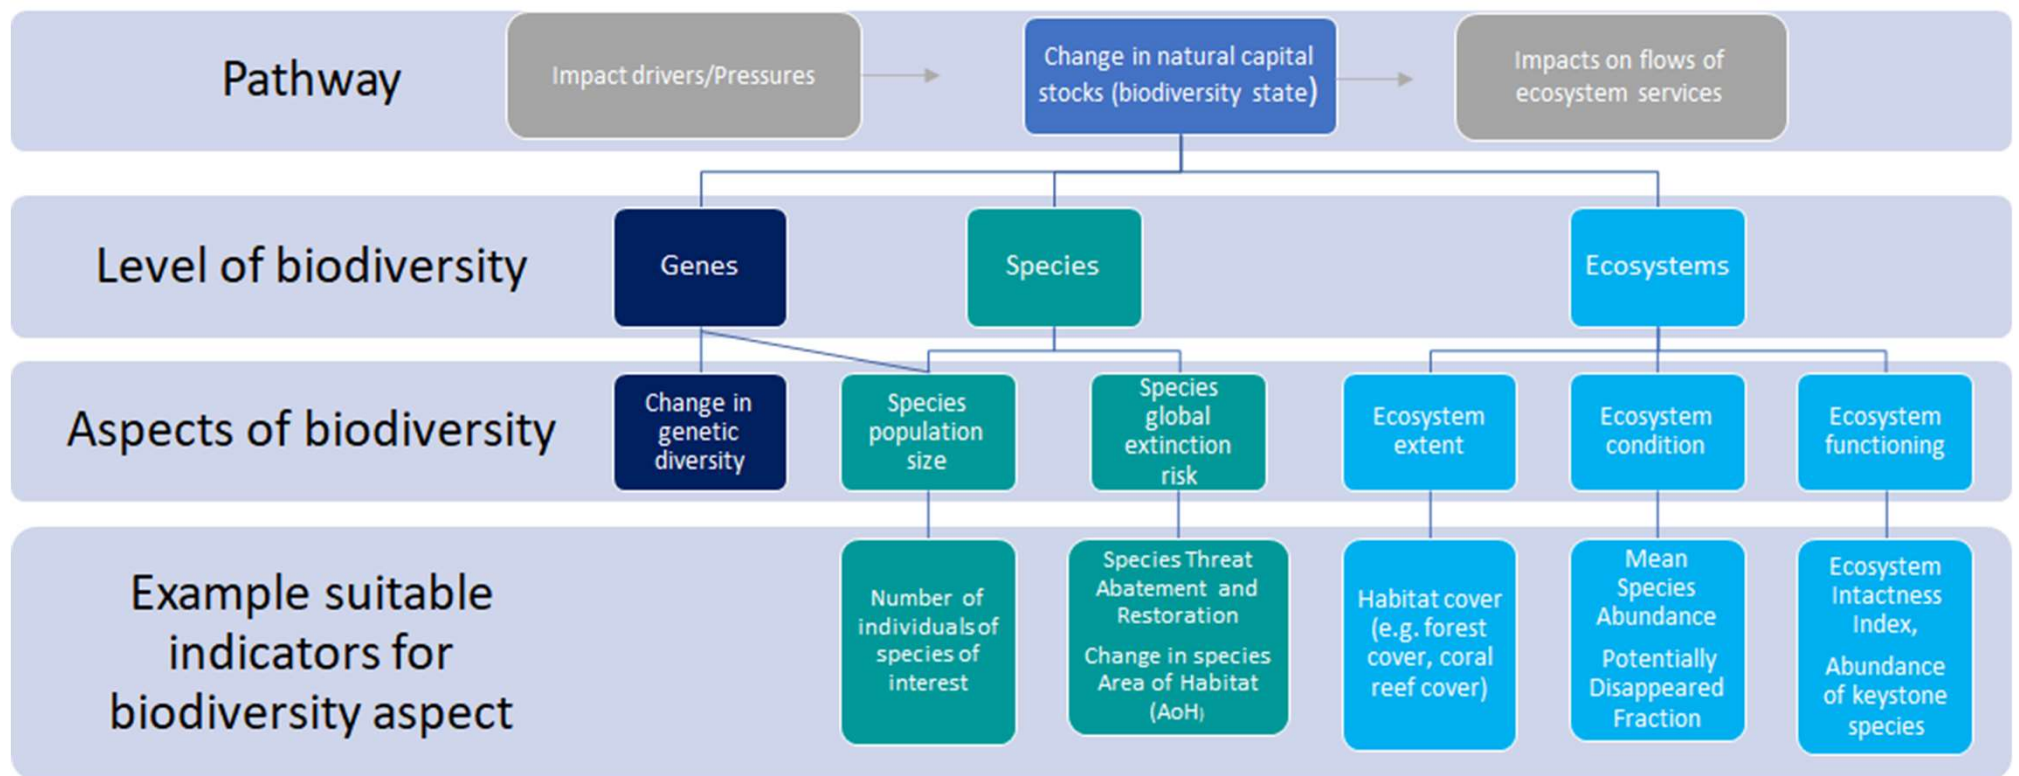 Pathway
Impact drivers/Pressures
Change in natural capital
stocks (biodiversity state)
Impacts on flows of
ecosystem services
Level of biodiversity
Genes
Species
Ecosystems
Aspects of biodiversity
Change in
genetic
diversity
Species
population
size
Species
global
extinction
risk
Ecosystem
extent
Ecosystem
condition
Ecosystem
functioning
Example suitable
indicators for
biodiversity aspect
Number of
individuals of
species of
interest
Species Threat
Abatement and
Restoration
Change in species
Area of Habitat
(AoH)
Habitat cover
(e.g. forest
cover, coral
reef cover)
Mean
Species
Abundance
Potentially
Disappeared
Fraction
Ecosystem
Intactness
Index,
Abundance
of keystone
species